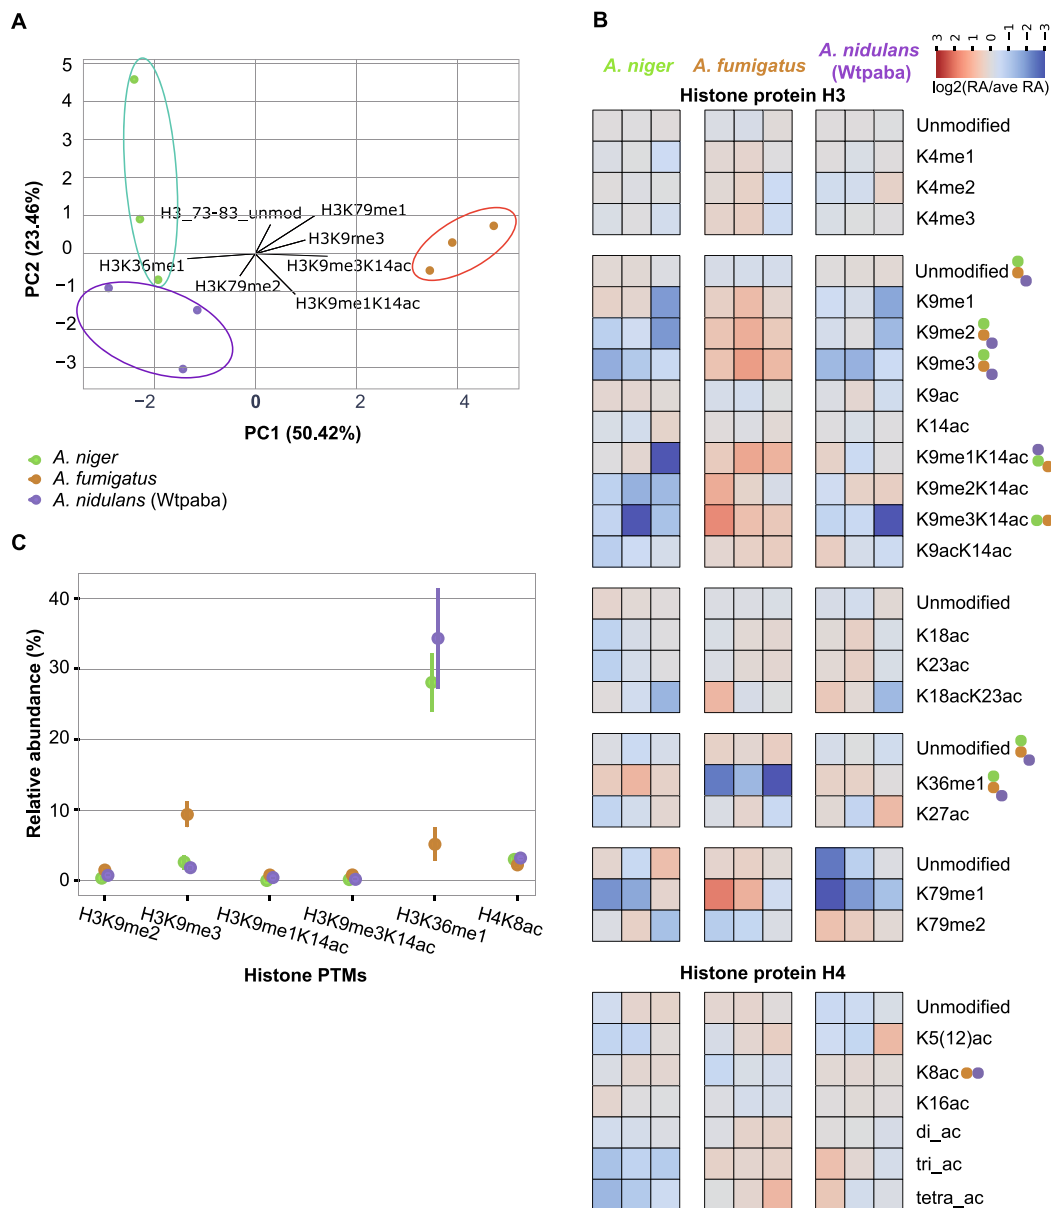 A
5
4
3
2
1
0
−1
−2
−3
PC2 (23.46%)
H3_73-83_unmod
H3K79me1
H3K9me3
H3K36me1
H3K9me3K14ac
H3K79me2
H3K9me1K14ac
−2
0
2
4
PC1 (50.42%)
A. niger
A. fumigatus
A. nidulans (Wtpaba)
B
A. niger
A. fumigatus
A. nidulans
(Wtpaba)
3
2
1
0
−1
−2
−3
log2(RA/ave RA)
Histone protein H3
Unmodified
K4me1
K4me2
K4me3
Unmodified
K9me1
K9me2
K9me3
K9ac
K14ac
K9me1K14ac
K9me2K14ac
K9me3K14ac
K9acK14ac
Unmodified
K18ac
K23ac
K18acK23ac
Unmodified
K36me1
K27ac
Unmodified
K79me1
K79me2
Histone protein H4
Unmodified
K5(12)ac
K8ac
K16ac
di_ac
tri_ac
tetra_ac
C
40
30
20
10
0
Relative abundance (%)
H3K9me2
H3K9me3
H3K9me1K14ac
H3K9me3K14ac
H3K36me1
H4K8ac
Histone PTMs